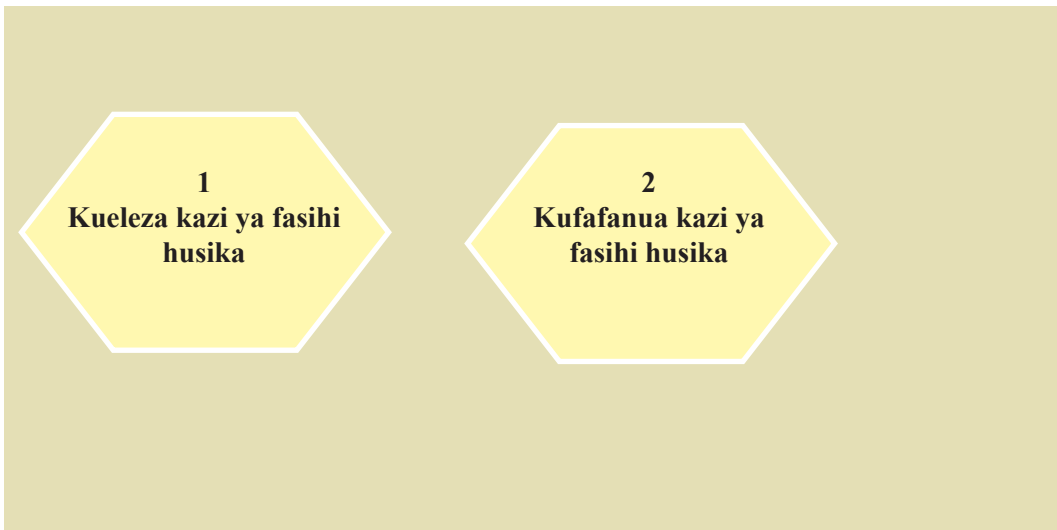 1
Kueleza kazi ya fasihi
husika
2
Kufafanua kazi ya
fasihi husika